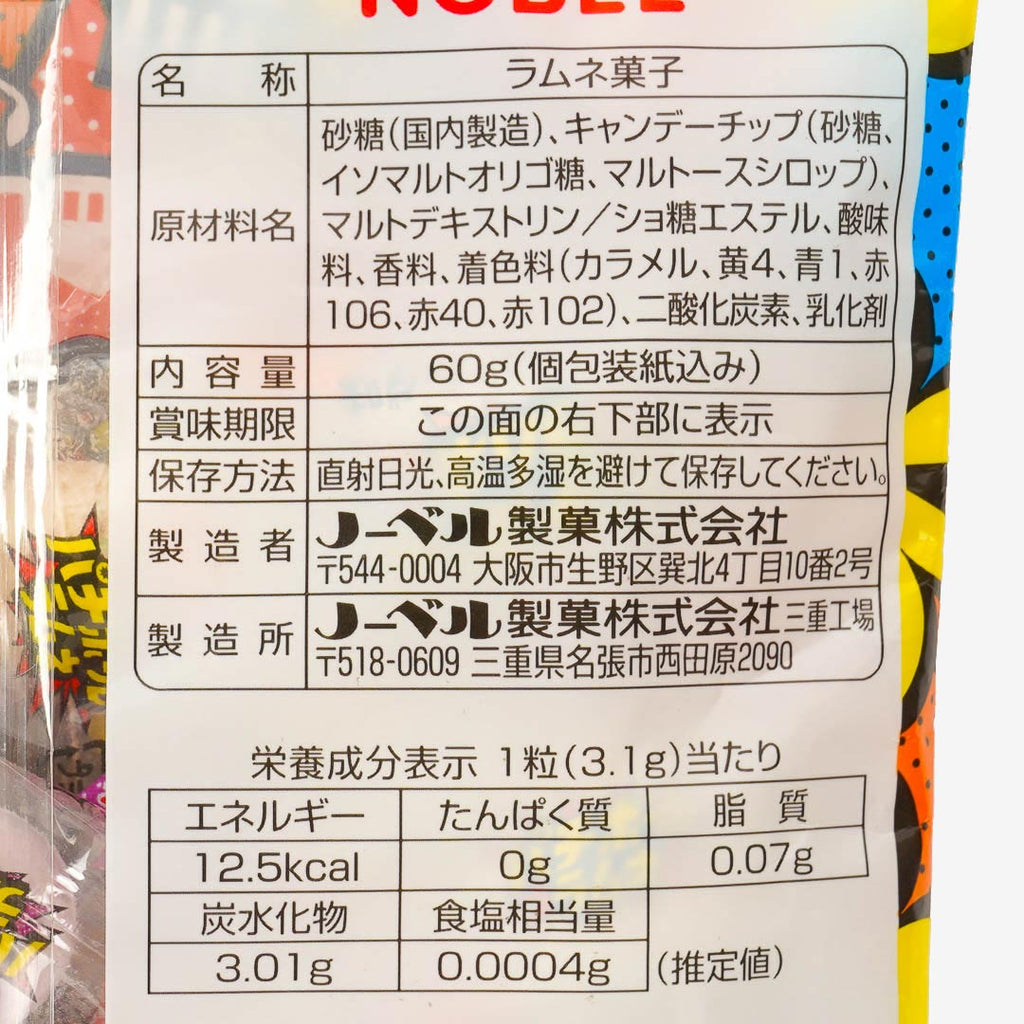 NOBEL
名称 ラムネ菓子
原材料名 砂糖(国内製造)、キャンデーチップ(砂糖、
イソマルトオリゴ糖、マルトースシロップ)、
マルトデキストリン/ショ糖エステル、酸味
料、香料、着色料(カラメル、黄4、青1、赤
106、赤40、赤102)、二酸化炭素、乳化剤
内容量 60g(個包装紙込み)
賞味期限 この面の右下部に表示
保存方法 直射日光、高温多湿を避けて保存してください。
製造者 ノーベル製菓株式会社
〒544-0004 大阪市生野区巽北4丁目10番2号
製造所 ノーベル製菓株式会社三重工場
〒518-0609 三重県名張市西田原2090
栄養成分表示 1粒(3.1g)当たり
エネルギー たんぱく質 脂質
12.5kcal 0g 0.07g
炭水化物 食塩相当量
3.01g 0.0004g (推定値)